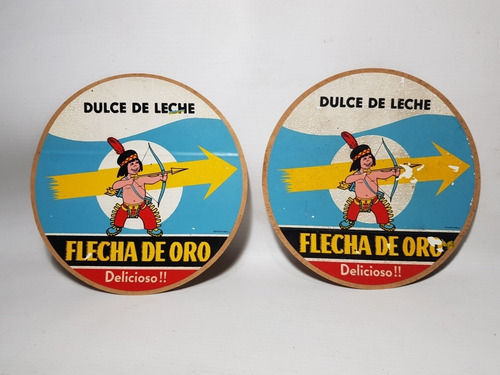 DULCE DE LECHE
FLECHA DE ORO
Delicioso!!
DULCE DE LECHE
FLECHA DE ORO
Delicioso!!